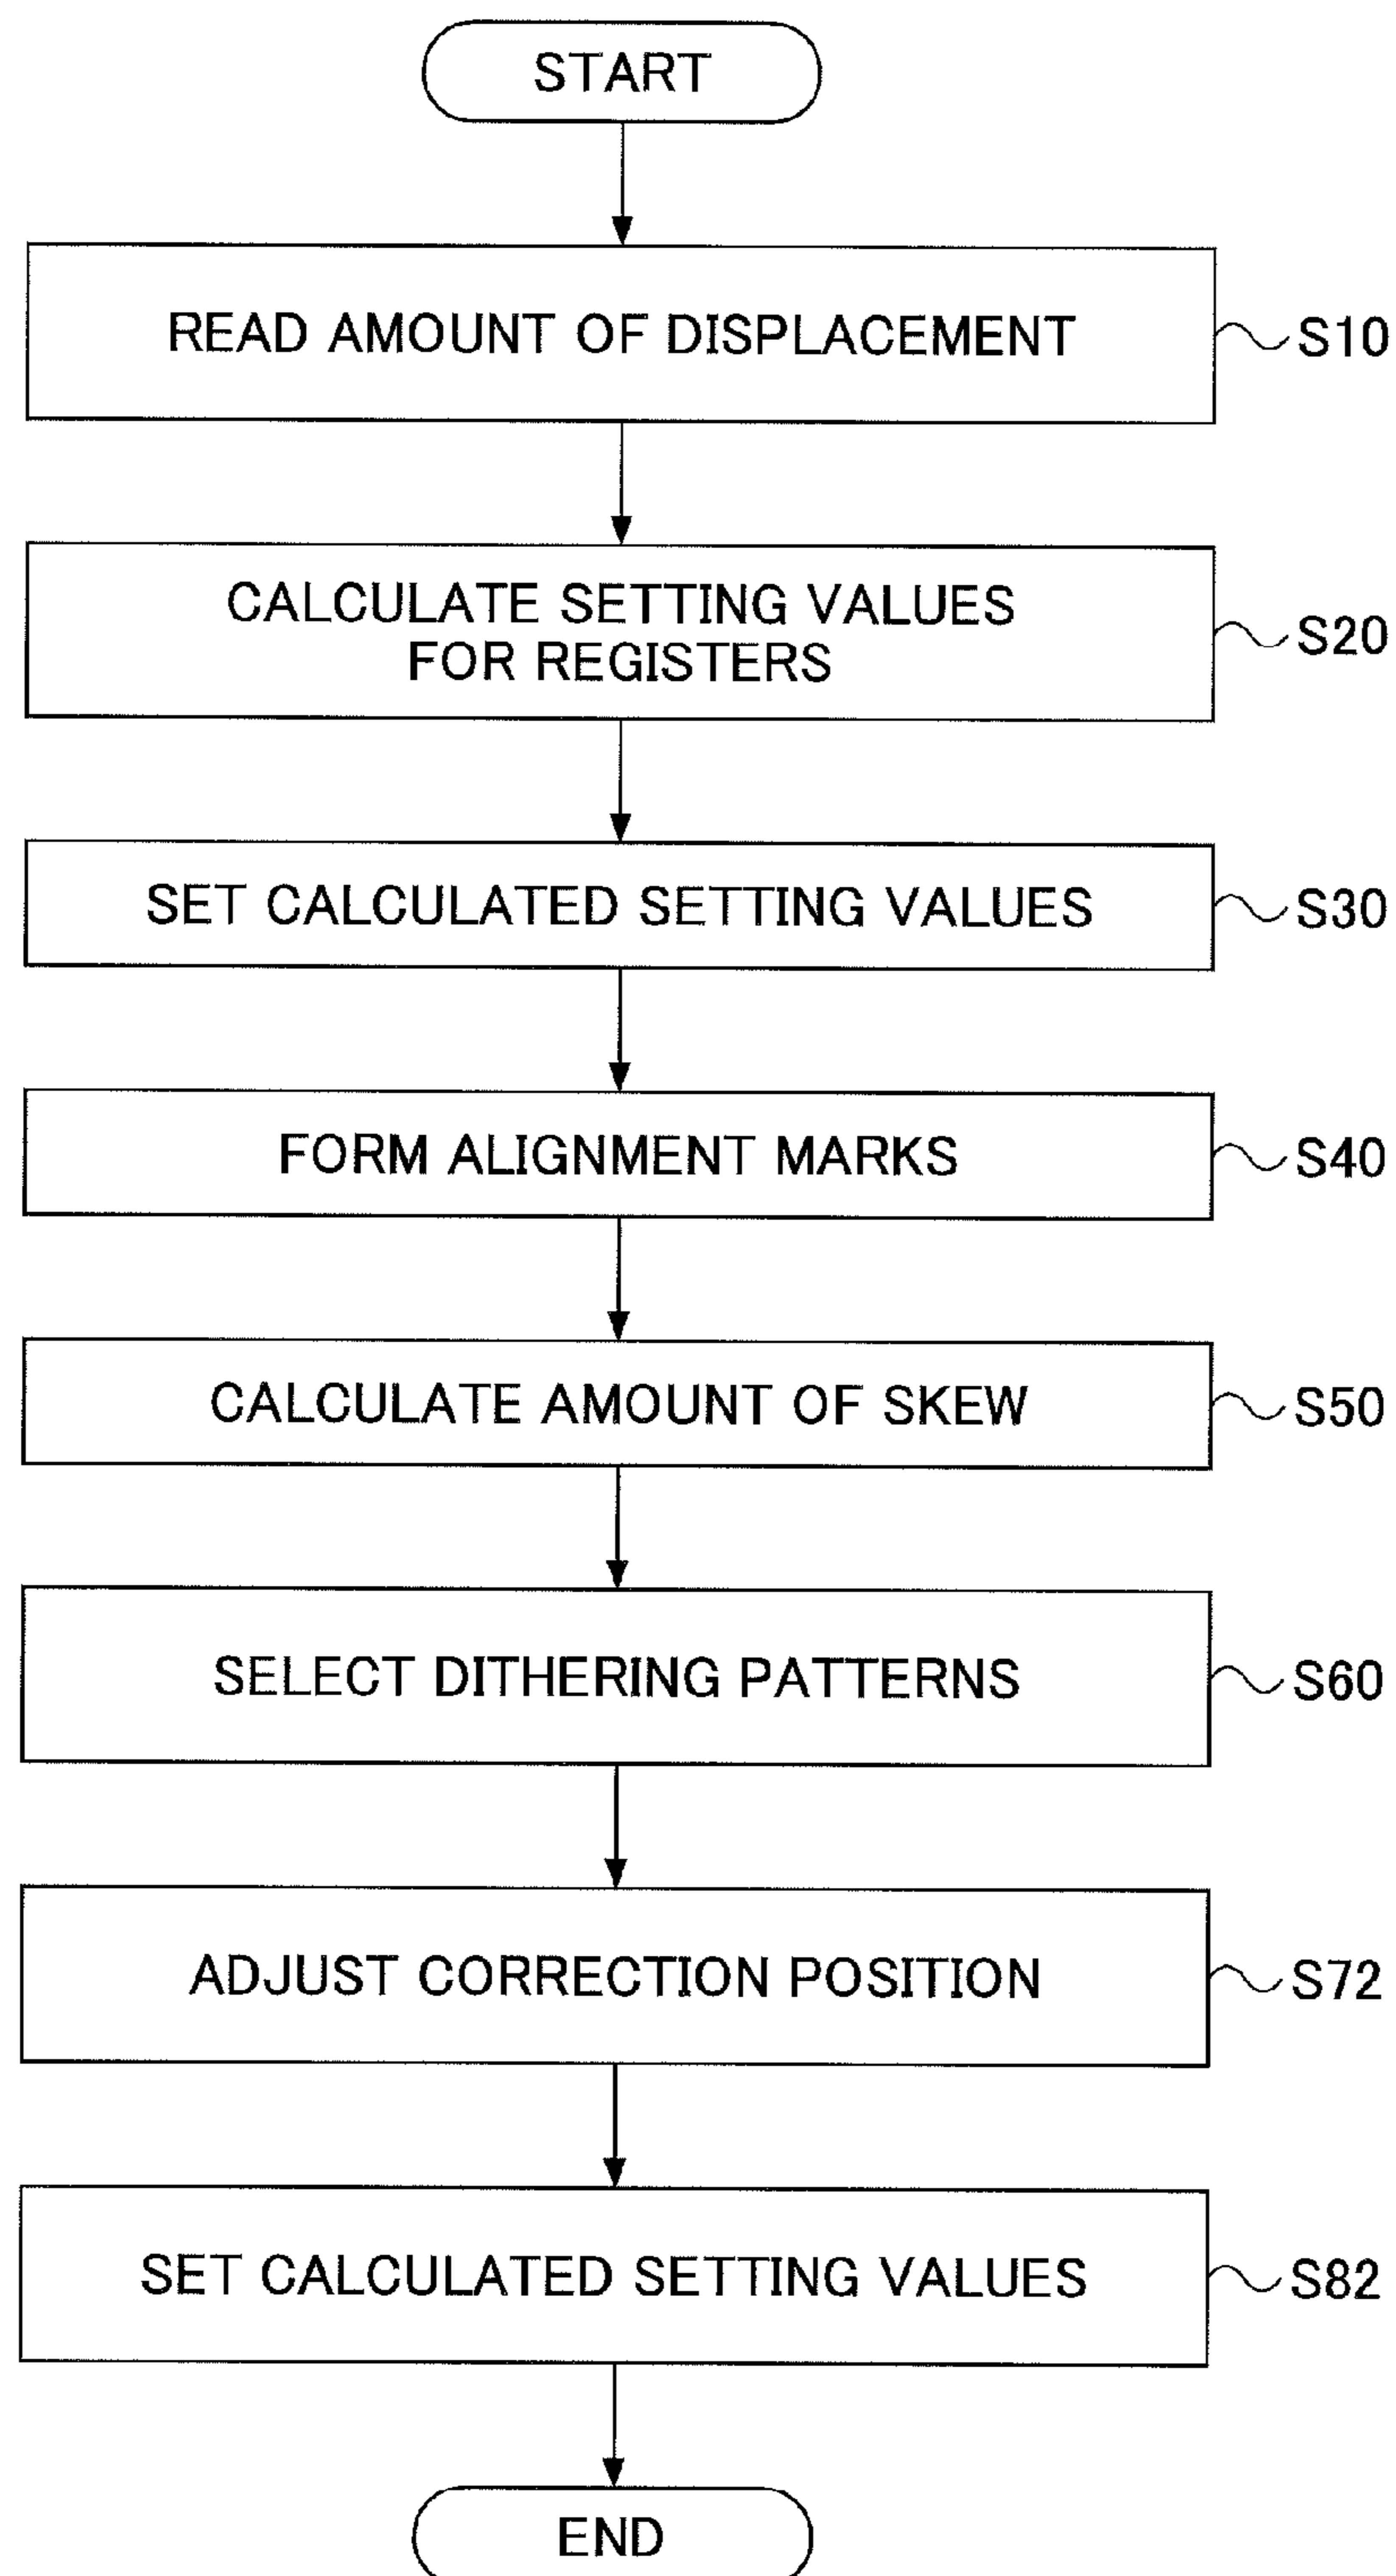 START
READ AMOUNT OF DISPLACEMENT
S10
CALCULATE SETTING VALUES
FOR REGISTERS
S20
SET CALCULATED SETTING VALUES
S30
FORM ALIGNMENT MARKS
S40
CALCULATE AMOUNT OF SKEW
S50
SELECT DITHERING PATTERNS
S60
ADJUST CORRECTION POSITION
S72
SET CALCULATED SETTING VALUES
S82
END